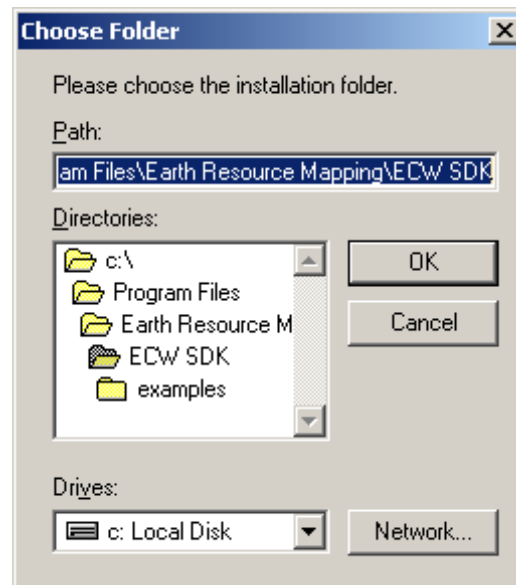 Choose Folder
Please choose the installation folder.
Path:
am Files\Earth Resource Mapping\ECW SDK
Directories:
c:\
OK
Program Files
Earth Resource M
Cancel
ECW SDK
examples
Drives:
c: Local Disk
Network...